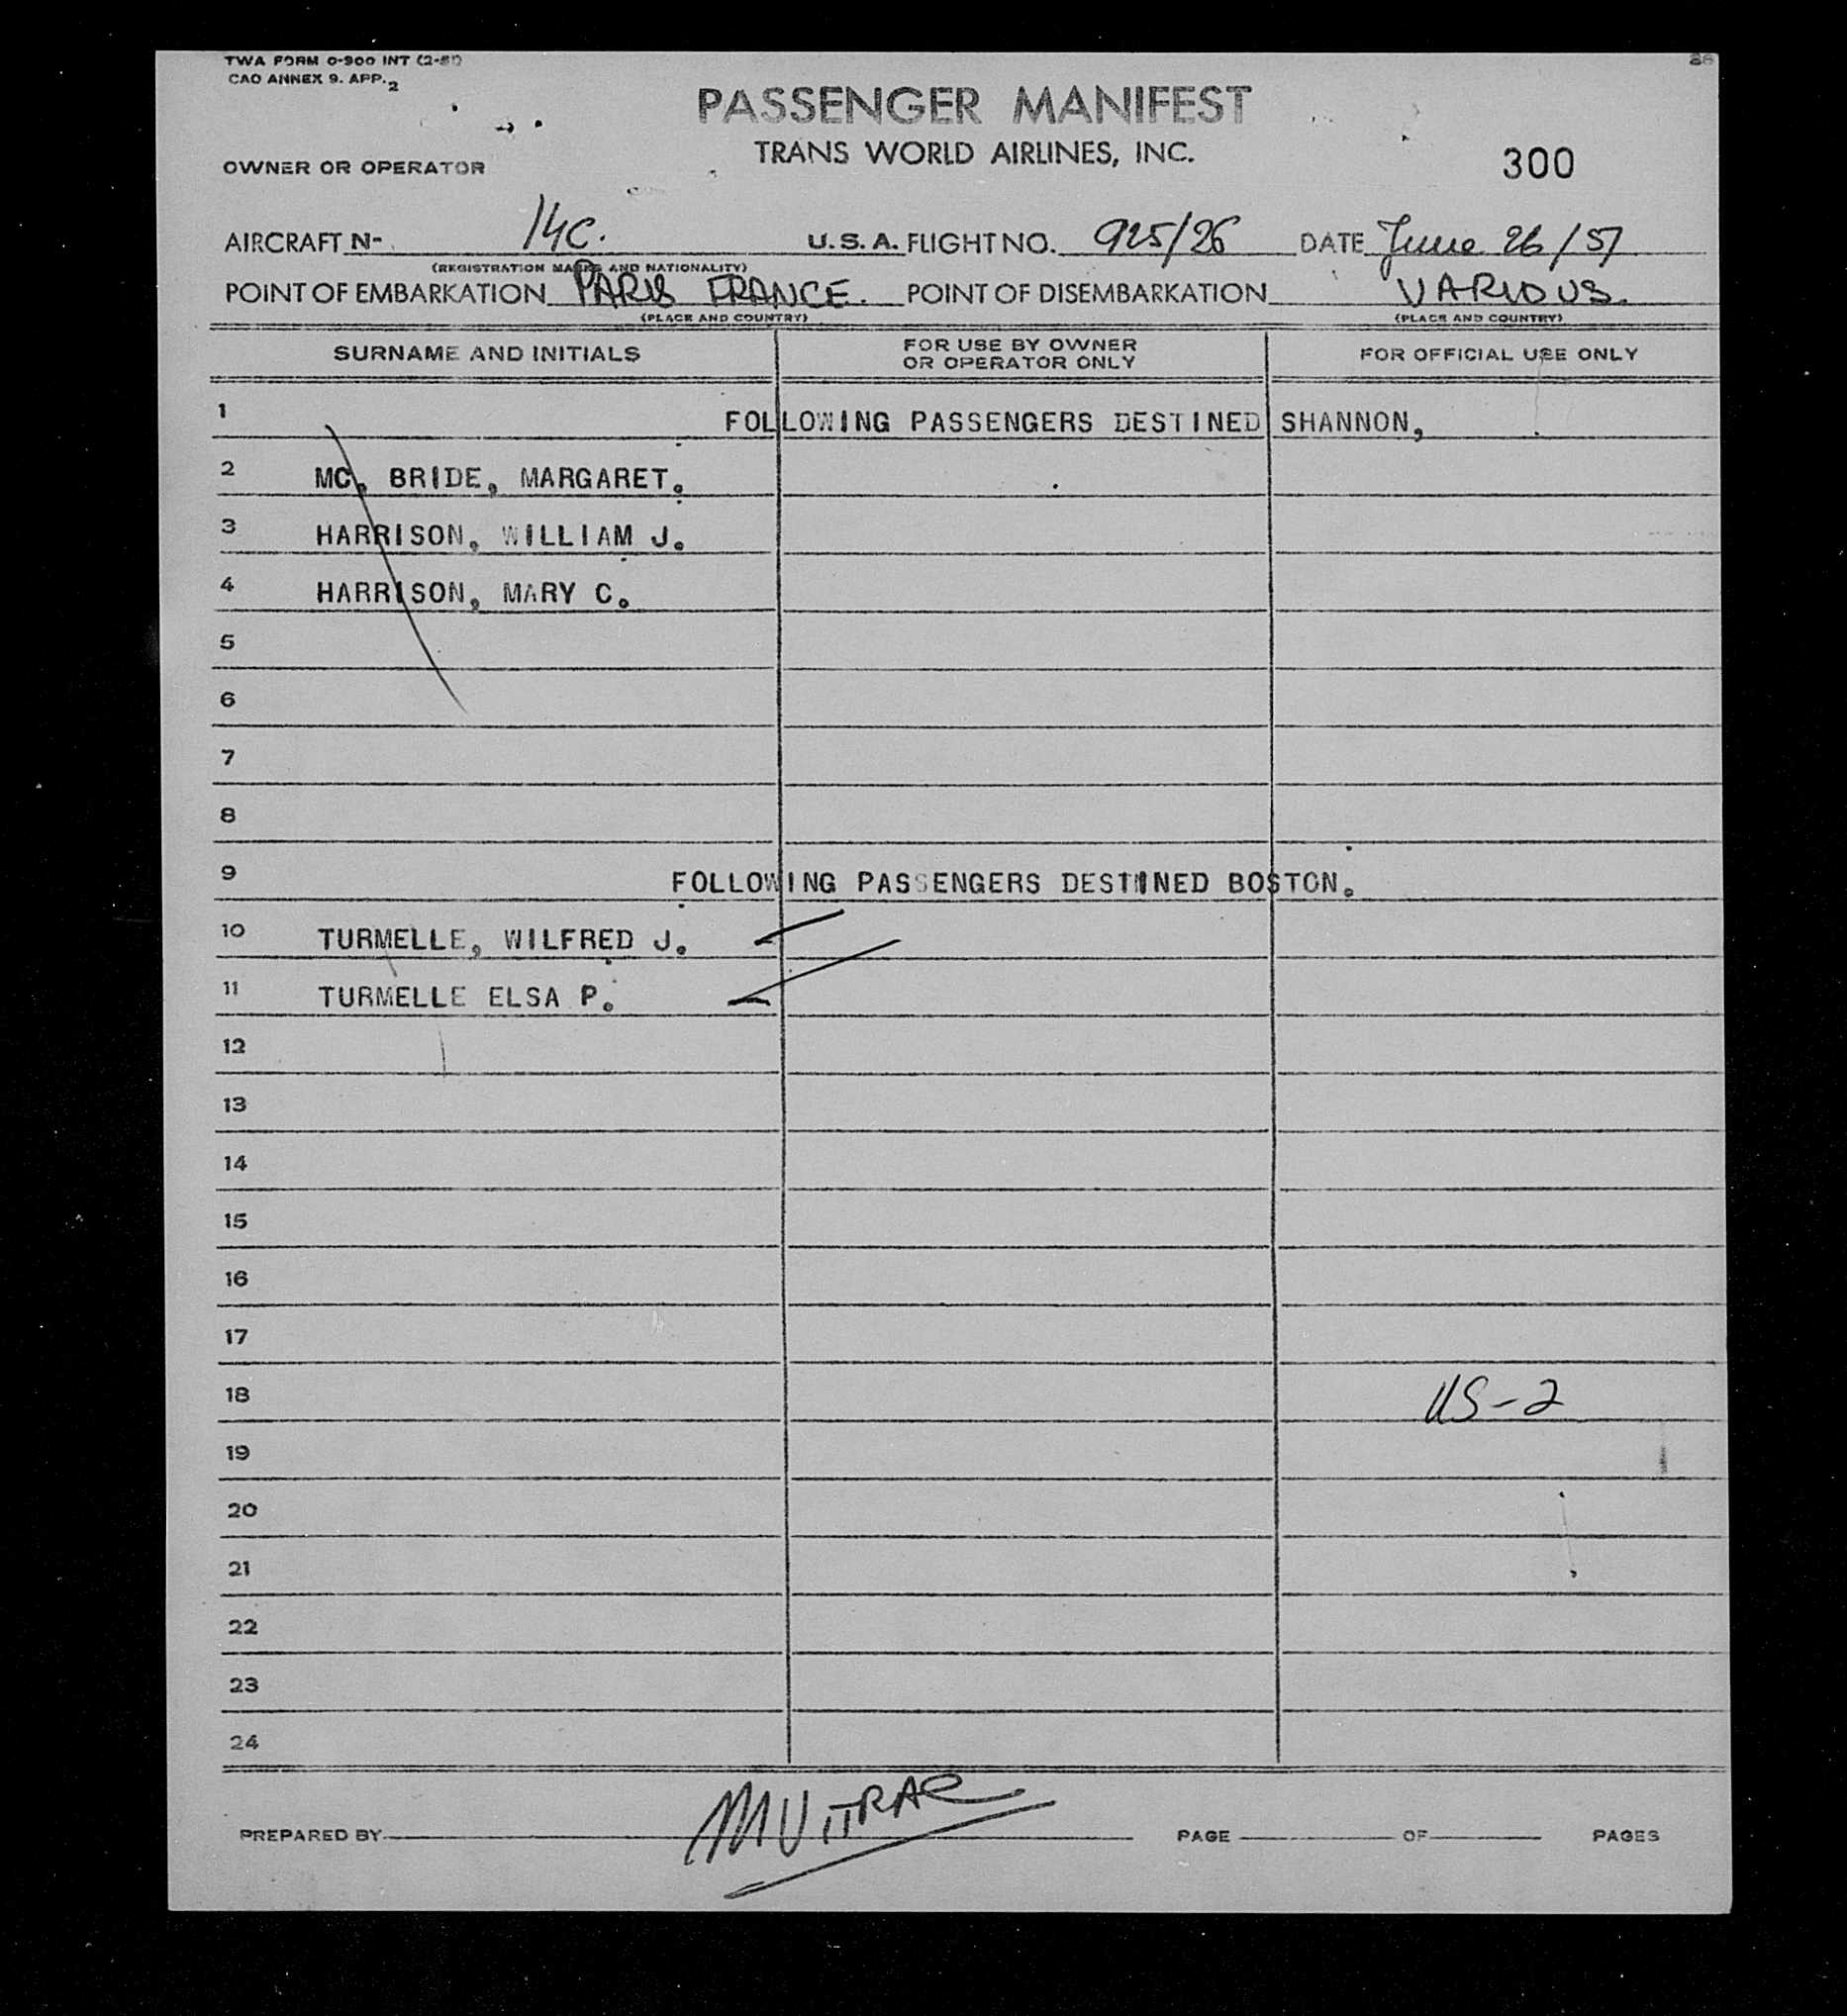 TWA FORM 0-900 INT (2-51)
CAO ANNEX 9. APP. 2
PASSENGER MANIFEST
TRANS WORLD AIRLINES, INC.
300
OWNER OR OPERATOR
AIRCRAFT N- 14C. U.S.A. FLIGHT NO. 925/26 DATE June 26/51
(REGISTRATION MARKS AND NATIONALITY)
POINT OF EMBARKATION PARIS FRANCE. POINT OF DISEMBARKATION VARIOUS.
(PLACE AND COUNTRY) (PLACE AND COUNTRY)
SURNAME AND INITIALS FOR USE BY OWNER OR OPERATOR ONLY FOR OFFICIAL USE ONLY
1 FOLLOWING PASSENGERS DESTINED SHANNON,
2 MC. BRIDE, MARGARET.
3 HARRISON, WILLIAM J.
4 HARRISON, MARY C.
5
6
7
8
9 FOLLOWING PASSENGERS DESTINED BOSTON.
10 TURMELLE, WILFRED J.
11 TURMELLE ELSA P.
12
13
14
15
16
17
18 US-2
19
20
21
22
23
24
PREPARED BY PAGE OF PAGES